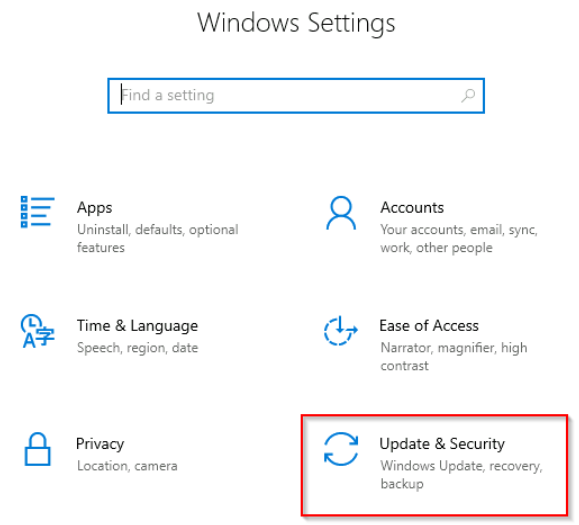 Windows Settings
Find a setting
Apps
Uninstall, defaults, optional
features
Accounts
Your accounts, email, sync,
work, other people
Time & Language
Speech, region, date
Ease of Access
Narrator, magnifier, high
contrast
Privacy
Location, camera
Update & Security
Windows Update, recovery,
backup